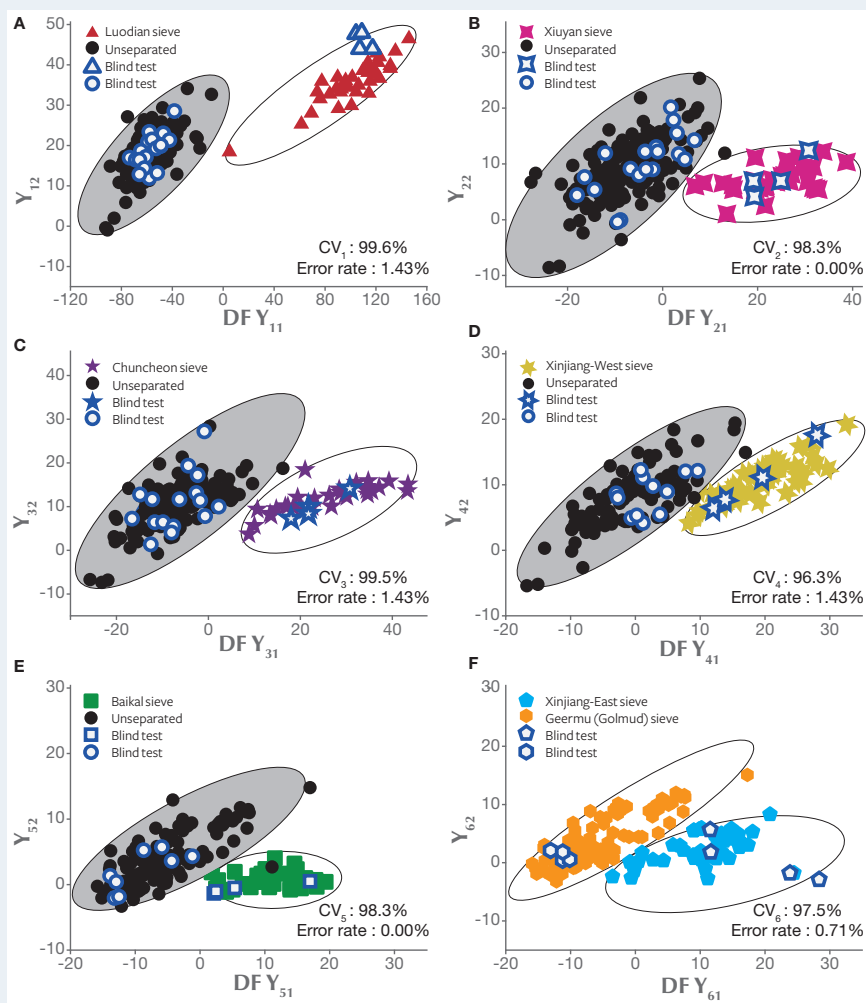 A
Luodian sieve
Unseparated
Blind test
Blind test
50
40
30
20
10
0
-10
Y₁₂
-120
-80
-40
0
40
80
120
160
DF Y₁₁
CV₁ : 99.6%
Error rate : 1.43%
B
Xiuyan sieve
Unseparated
Blind test
Blind test
30
20
10
0
-10
Y₂₂
-20
0
20
40
DF Y₂₁
CV₂ : 98.3%
Error rate : 0.00%
C
Chuncheon sieve
Unseparated
Blind test
Blind test
40
30
20
10
0
-10
Y₃₂
-20
0
20
40
DF Y₃₁
CV₃ : 99.5%
Error rate : 1.43%
D
Xinjiang-West sieve
Unseparated
Blind test
Blind test
30
20
10
0
-10
Y₄₂
-20
-10
0
10
20
30
DF Y₄₁
CV₄ : 96.3%
Error rate : 1.43%
E
Baikal sieve
Unseparated
Blind test
Blind test
30
20
10
0
-10
Y₅₂
-20
-10
0
10
20
30
DF Y₅₁
CV₅ : 98.3%
Error rate : 0.00%
F
Xinjiang-East sieve
Geermu (Golmud) sieve
Blind test
Blind test
30
20
10
0
-10
Y₆₂
-20
-10
0
10
20
30
DF Y₆₁
CV₆ : 97.5%
Error rate : 0.71%